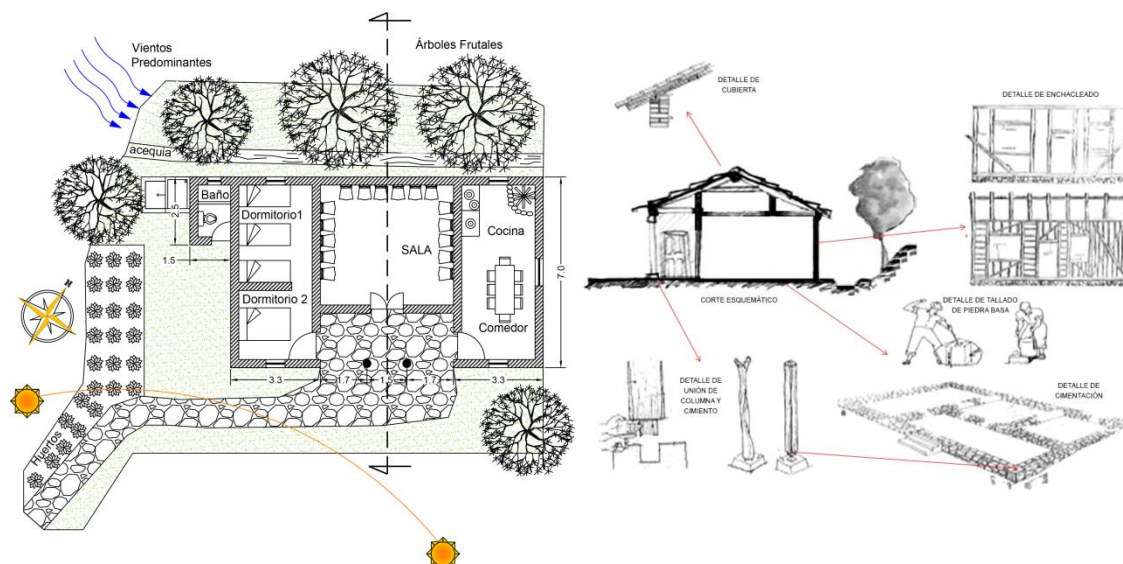 Vientos
Predominantes
Árboles Frutales
acequia
Baño
2.5
1.5
Dormitorio1
Dormitorio 2
SALA
Cocina
Comedor
7.0
3.3
1.7
1.5
1.7
3.3
N
Huertos
DETALLE DE
CUBIERTA
DETALLE DE ENCHACLEADO
CORTE ESQUEMÁTICO
DETALLE DE TALLADO
DE PIEDRA BASA
DETALLE DE
UNIÓN DE
COLUMNA Y
CIMIENTO
DETALLE DE
CIMENTACIÓN